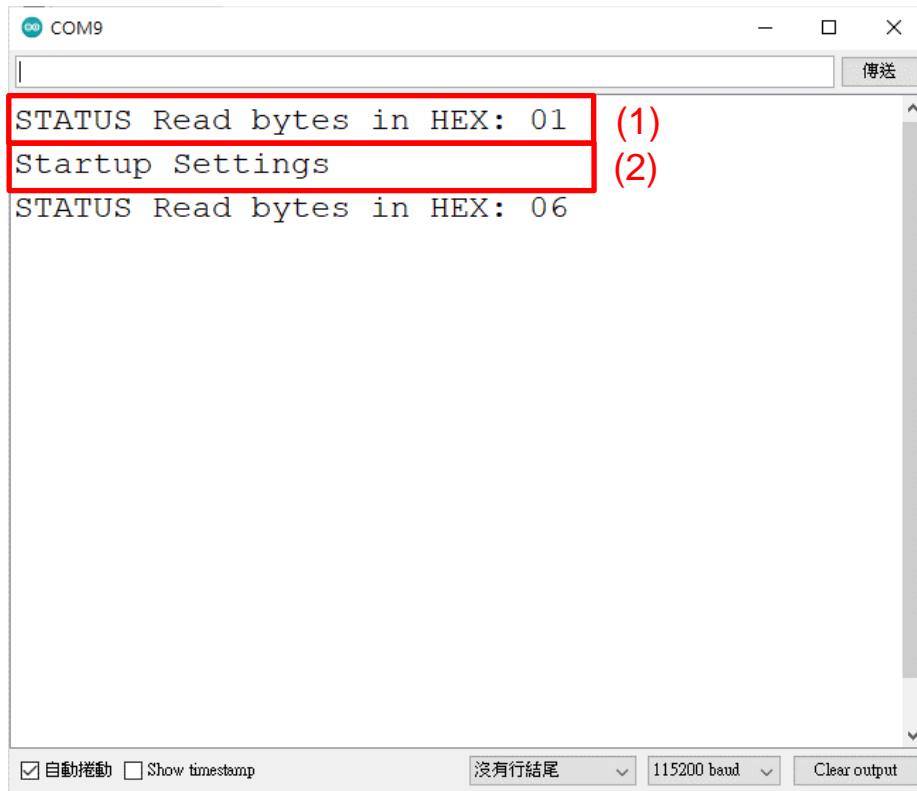 COM9
傳送
STATUS Read bytes in HEX: 01 (1)
Startup Settings (2)
STATUS Read bytes in HEX: 06
自動捲動 Show timestamp 沒有行結尾 115200 baud Clear output